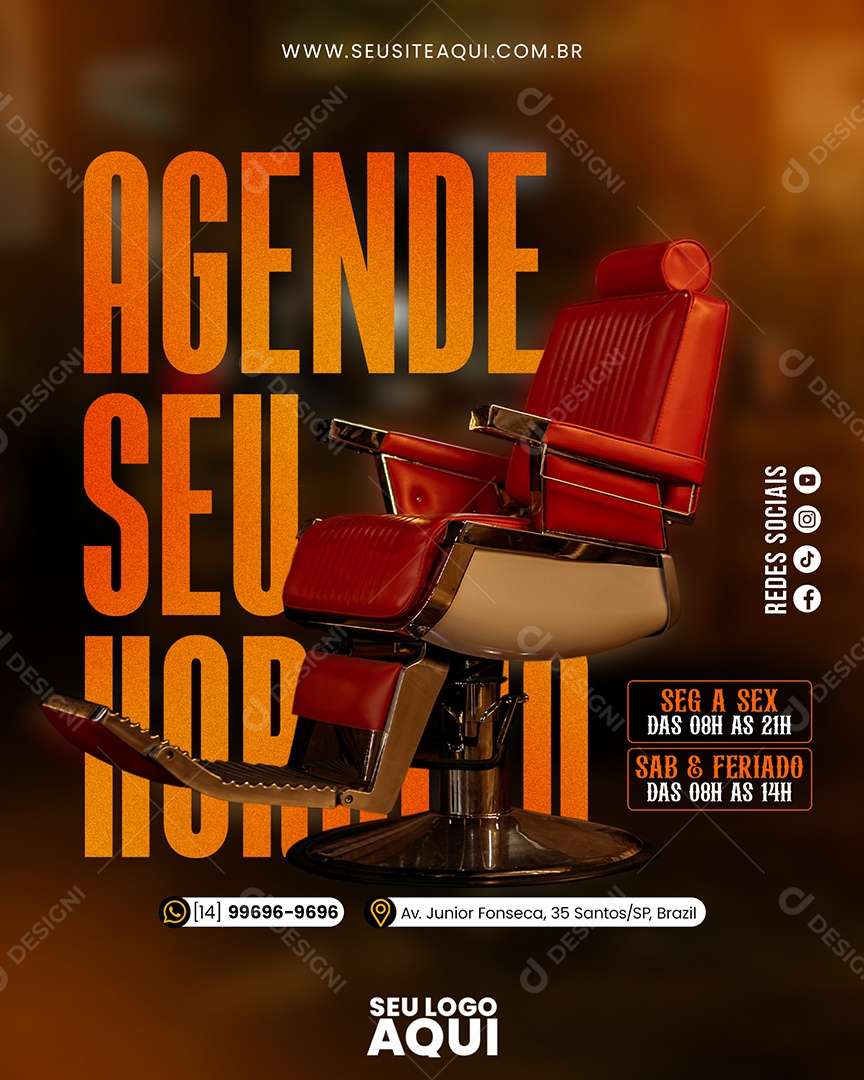 WWW.SEUSITEAQUI.COM.BR
AGENDE
SEU
HORÁRIO
REDES SOCIAIS
SEG A SEX
DAS 08H AS 21H
SAB & FERIADO
DAS 08H AS 14H
[14] 99696-9696
Av. Junior Fonseca, 35 Santos/SP, Brazil
SEU LOGO
AQUI
DESIGNI